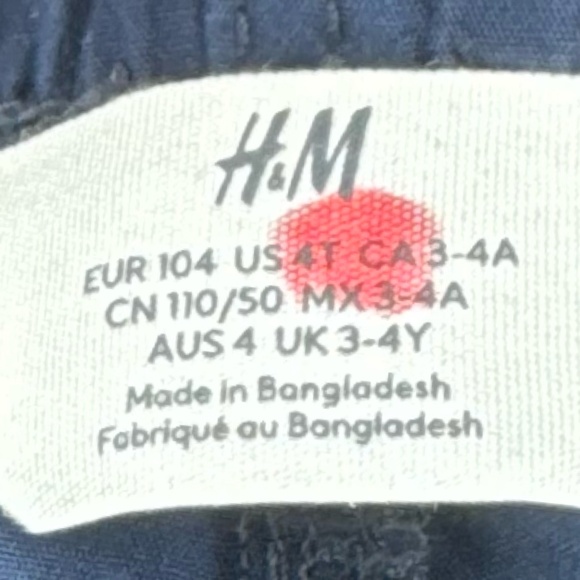 H&M
EUR 104 US 4T CA 3-4A
CN 110/50 MX 3-4A
AUS 4 UK 3-4Y
Made in Bangladesh
Fabriqué au Bangladesh